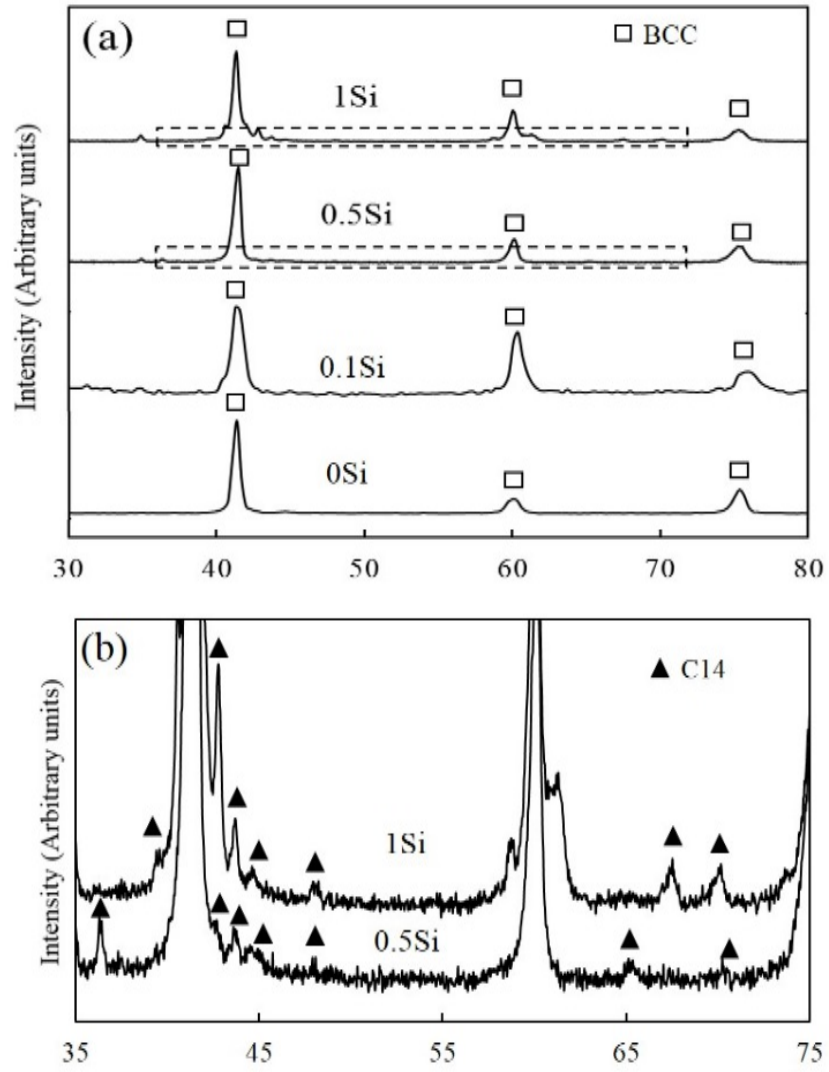 (a)
□ BCC
1Si
0.5Si
0.1Si
0Si
Intensity (Arbitrary units)
30 40 50 60 70 80
(b)
▲ C14
1Si
0.5Si
Intensity (Arbitrary units)
35 45 55 65 75